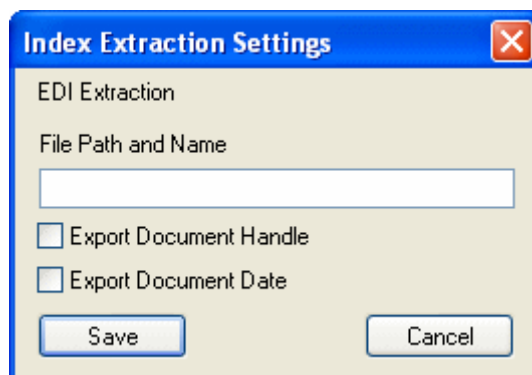 Index Extraction Settings
EDI Extraction
File Path and Name
Export Document Handle
Export Document Date
Save Cancel